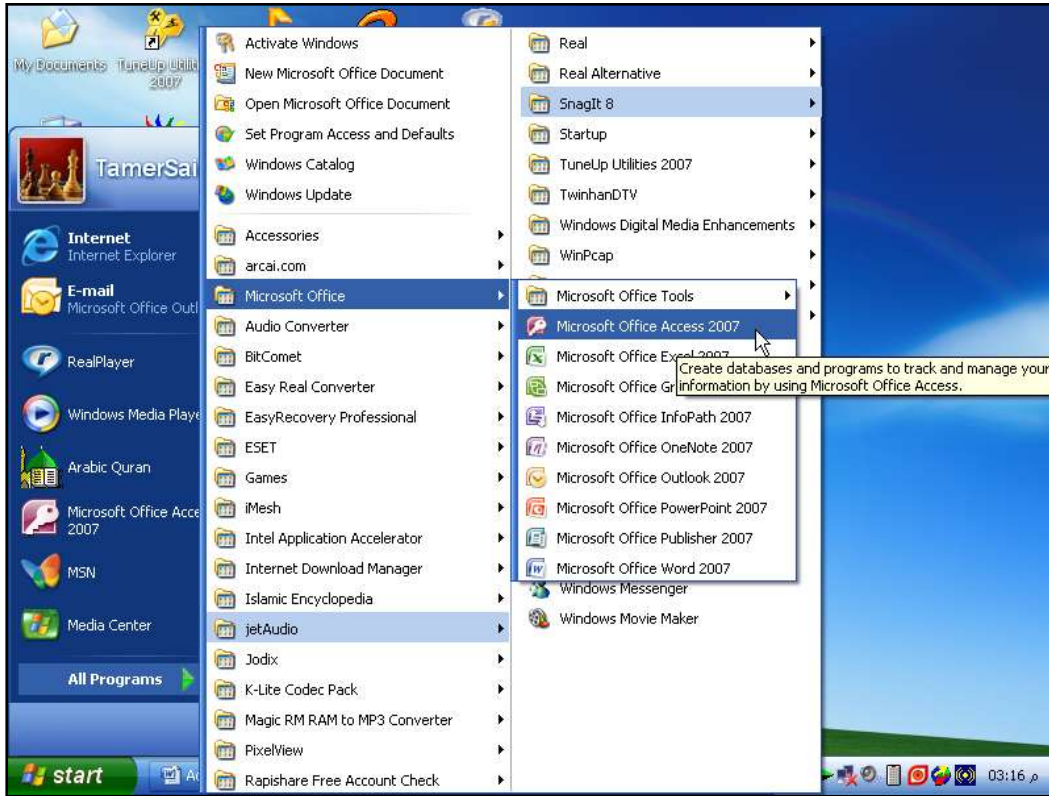 My Documents
TuneUp Utilit
2007
TamerSai
Internet
Internet Explorer
E-mail
Microsoft Office Outl
RealPlayer
Windows Media Playe
Arabic Quran
Microsoft Office Acce
2007
MSN
Media Center
All Programs
Activate Windows
New Microsoft Office Document
Open Microsoft Office Document
Set Program Access and Defaults
Windows Catalog
Windows Update
Accessories
arcai.com
Microsoft Office
Audio Converter
BitComet
Easy Real Converter
EasyRecovery Professional
ESET
Games
iMesh
Intel Application Accelerator
Internet Download Manager
Islamic Encyclopedia
jetAudio
Jodix
K-Lite Codec Pack
Magic RM RAM to MP3 Converter
PixelView
Rapishare Free Account Check
Real
Real Alternative
SnagIt 8
Startup
TuneUp Utilities 2007
TwinhanDTV
Windows Digital Media Enhancements
WinPcap
Microsoft Office Tools
Microsoft Office Access 2007
Microsoft Office Excel 2007
Microsoft Office Gr
Create databases and programs to track and manage your
information by using Microsoft Office Access.
Microsoft Office InfoPath 2007
Microsoft Office OneNote 2007
Microsoft Office Outlook 2007
Microsoft Office PowerPoint 2007
Microsoft Office Publisher 2007
Microsoft Office Word 2007
Windows Messenger
Windows Movie Maker
start
03:16 م